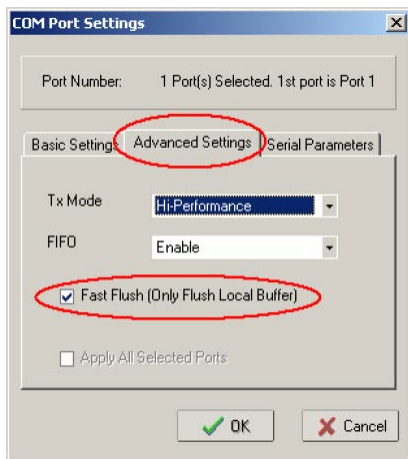 COM Port Settings
Port Number: 1 Port(s) Selected. 1st port is Port 1
Basic Settings Advanced Settings Serial Parameters
Tx Mode Hi-Performance
FIFO Enable
Fast Flush (Only Flush Local Buffer)
Apply All Selected Ports
OK Cancel